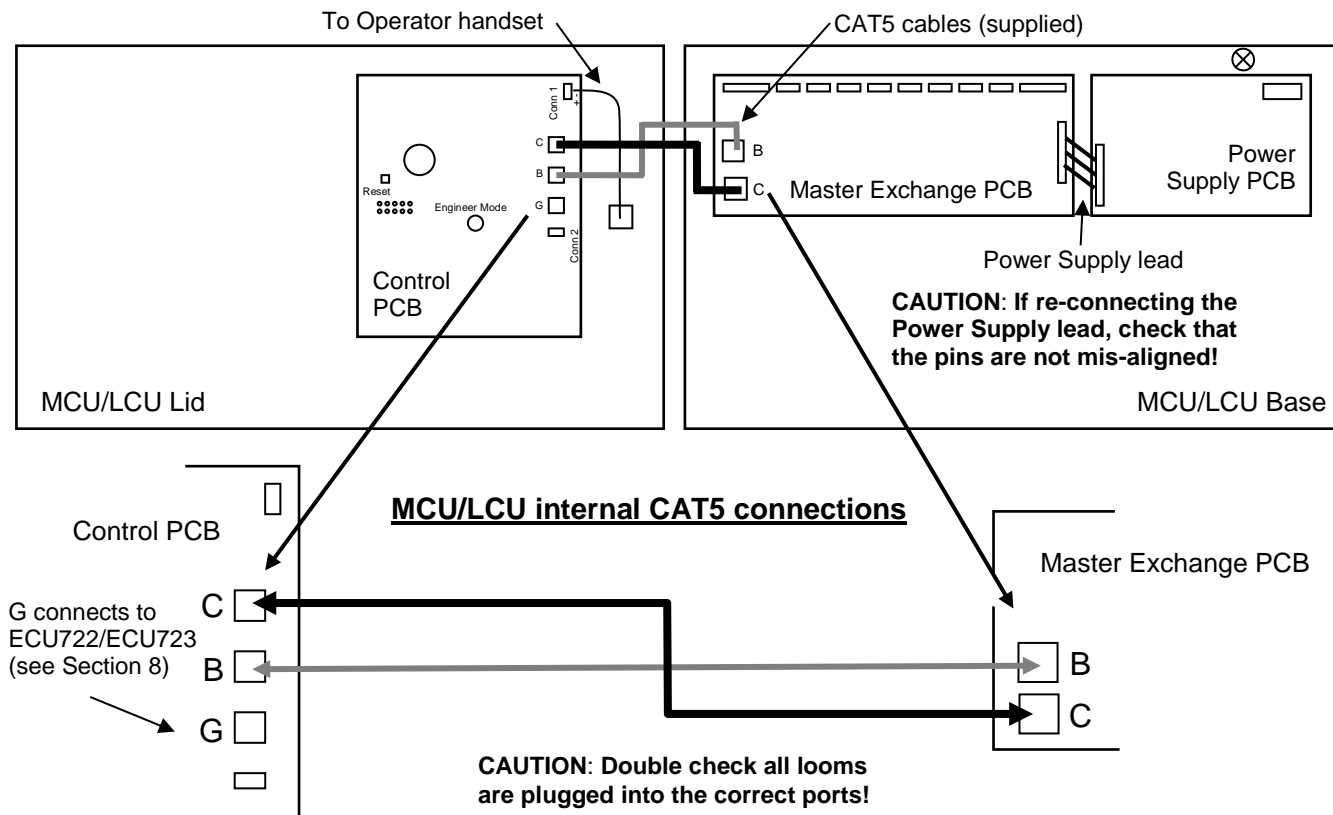 To Operator handset
CAT5 cables (supplied)
Conn 1
+ -
C
B
G
Conn 2
Reset
Engineer Mode
Control
PCB
MCU/LCU Lid
B
C
Master Exchange PCB
Power
Supply PCB
Power Supply lead
CAUTION: If re-connecting the
Power Supply lead, check that
the pins are not mis-aligned!
MCU/LCU Base
MCU/LCU internal CAT5 connections
Control PCB
Master Exchange PCB
G connects to
ECU722/ECU723
(see Section 8)
C
B
G
B
C
CAUTION: Double check all looms
are plugged into the correct ports!